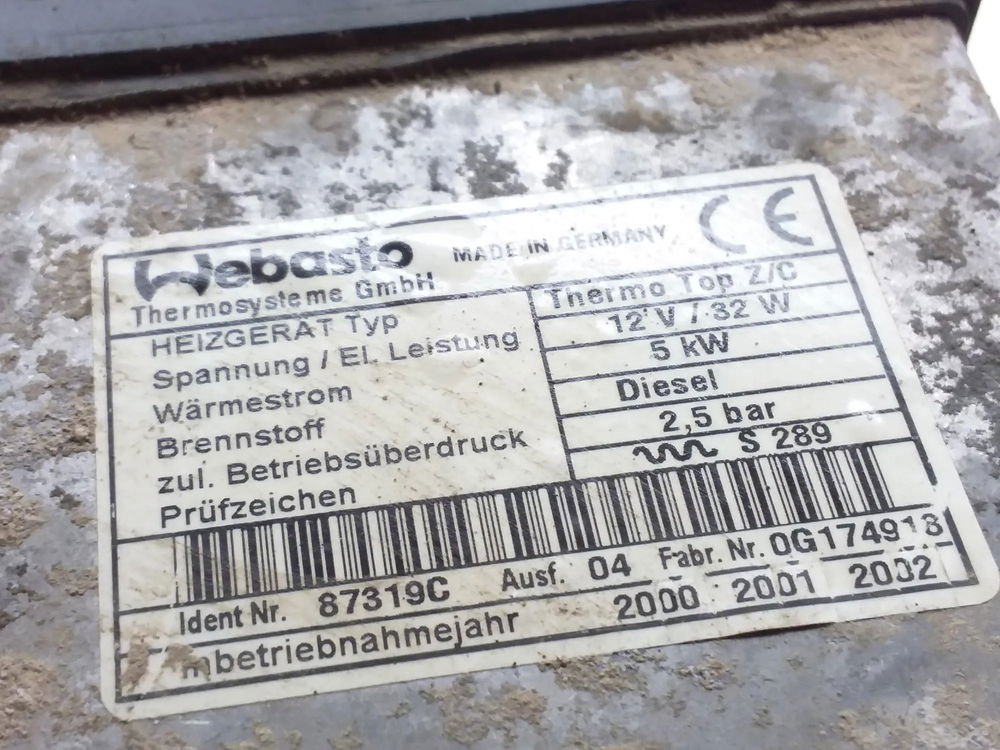 Webasto MADE IN GERMANY CE
Thermosysteme GmbH
HEIZGERÄT Typ Thermo Top Z/C
Spannung / El. Leistung 12 V / 32 W
Wärmestrom 5 kW
Brennstoff Diesel
zul. Betriebsüberdruck 2,5 bar
Prüfzeichen S 289
Ident Nr. 87319C Ausf. 04 Fabr. Nr. 0G174918
mbetriebnahmejahr 2000 2001 2002